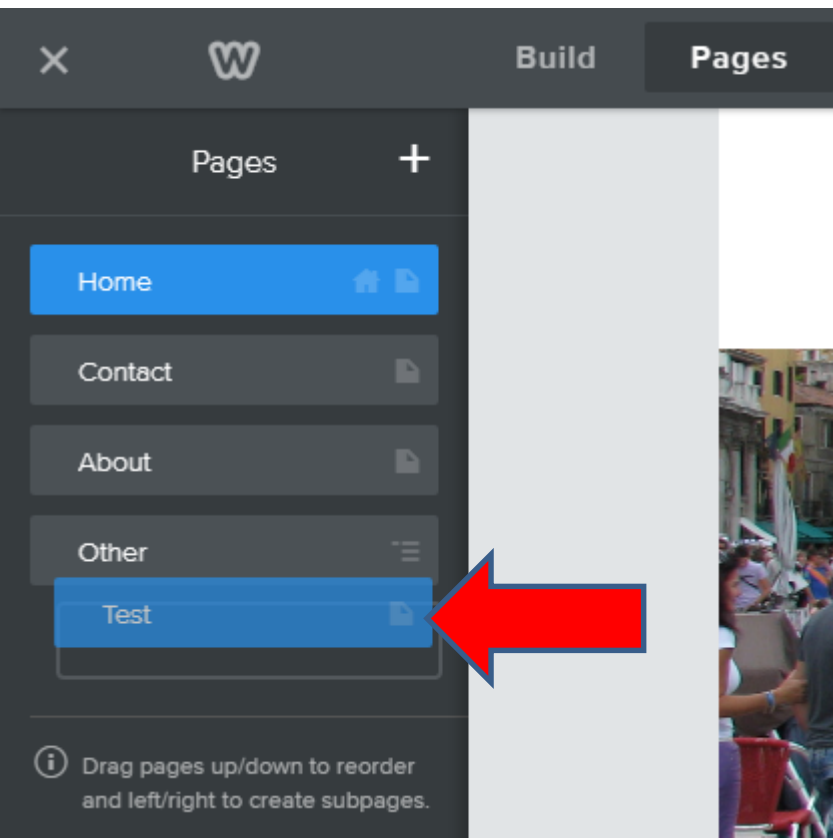 Build Pages
Pages +
Home
Contact
About
Other
Test
Drag pages up/down to reorder
and left/right to create subpages.